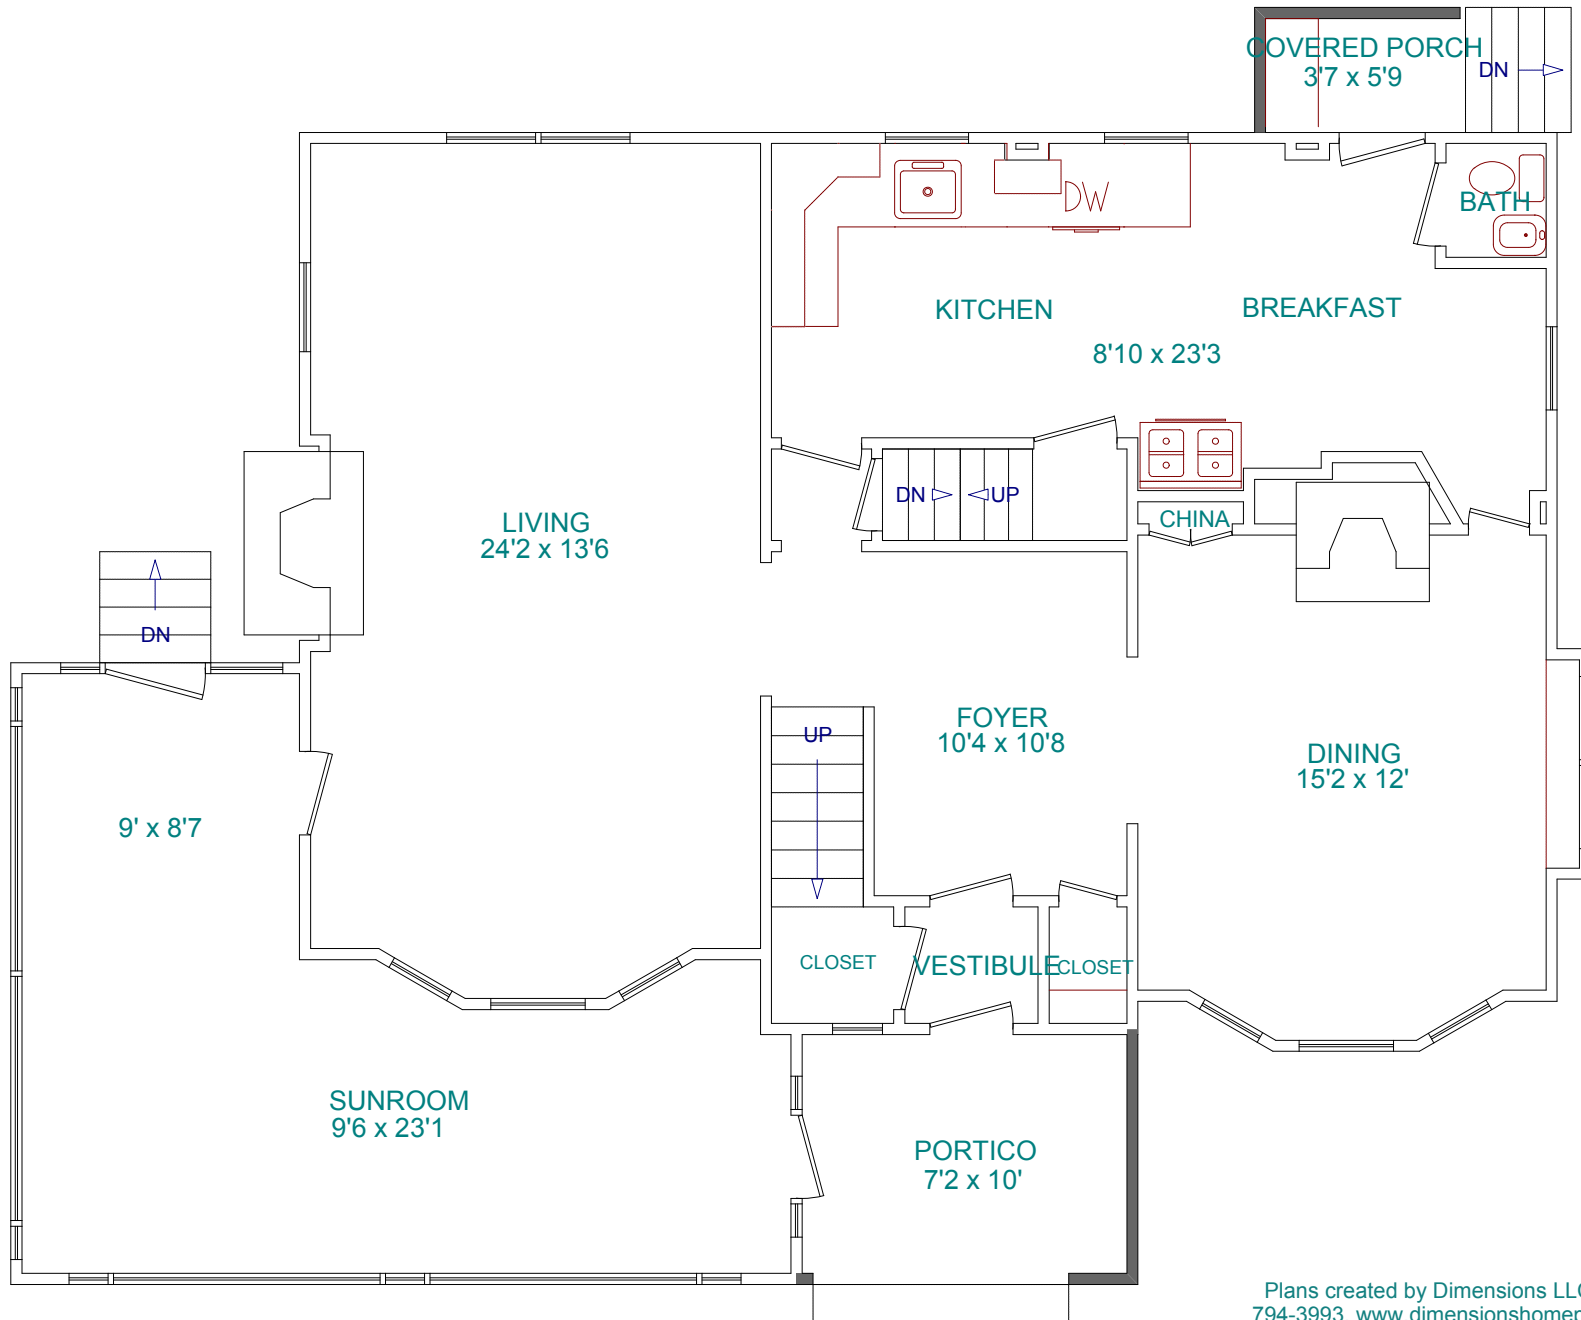 COVERED PORCH
3'7 x 5'9
DN
DW
BATH
KITCHEN
BREAKFAST
8'10 x 23'3
DN
UP
CHINA
LIVING
24'2 x 13'6
DN
UP
FOYER
10'4 x 10'8
DINING
15'2 x 12'
9' x 8'7
CLOSET
VESTIBULE
CLOSET
SUNROOM
9'6 x 23'1
PORTICO
7'2 x 10'
Plans created by Dimensions LLC
794-3993 www.dimensionshomep